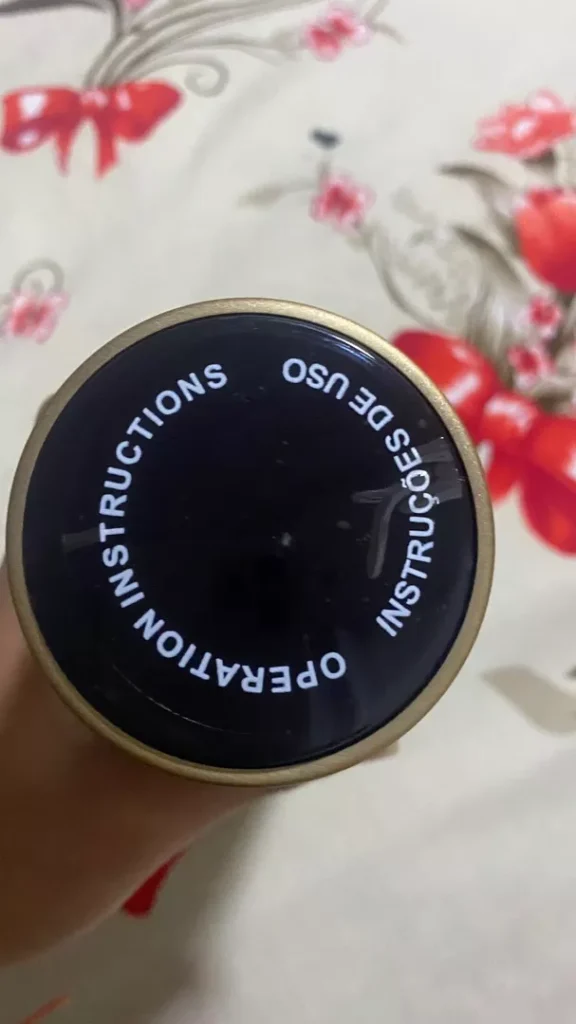 OPERATION INSTRUCTIONS
INSTRUÇÕES DE USO